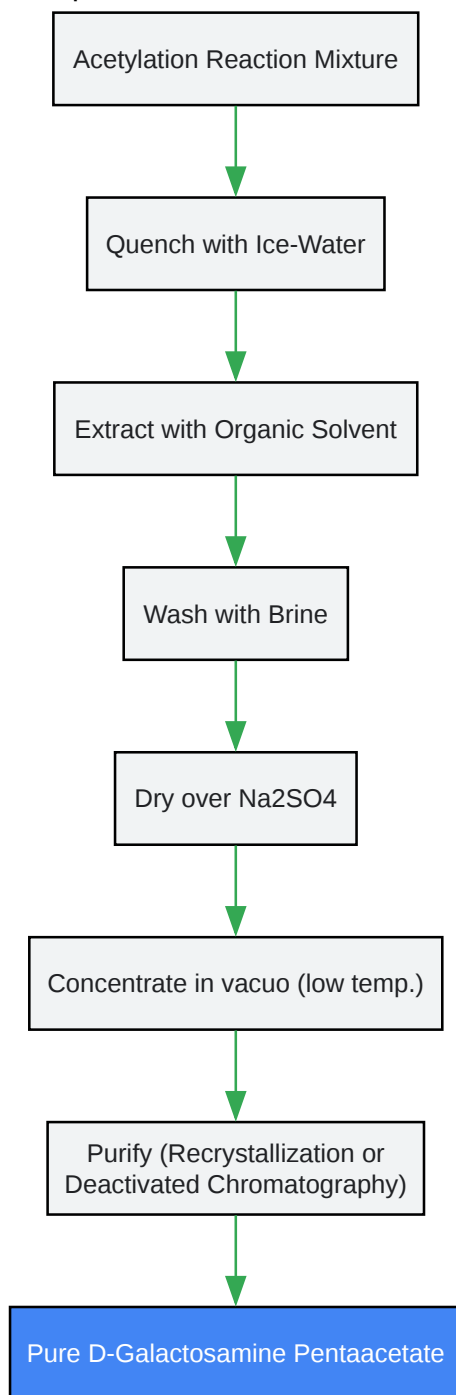 Acetylation Reaction Mixture
Quench with Ice-Water
Extract with Organic Solvent
Wash with Brine
Dry over Na2SO4
Concentrate in vacuo (low temp.)
Purify (Recrystallization or
Deactivated Chromatography)
Pure D-Galactosamine Pentaacetate